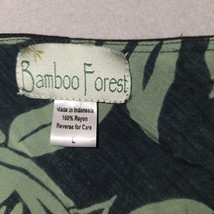 Bamboo Forest
Made in Indonesia
100% Rayon
Reverse for Care
L